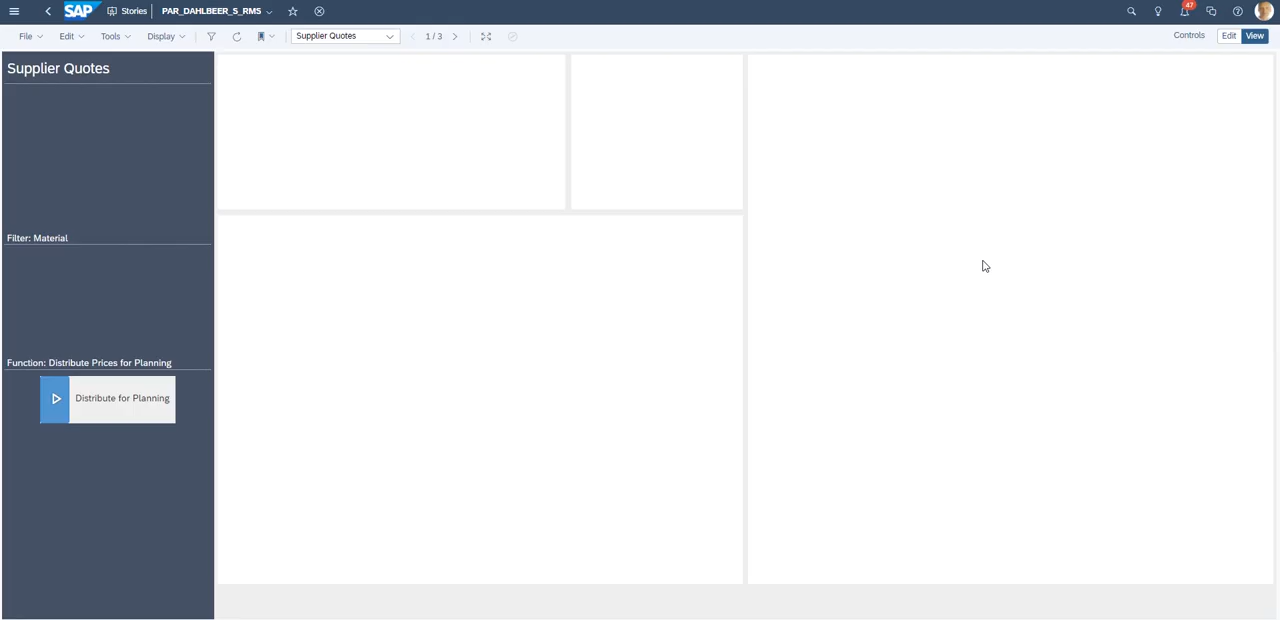 SAP Stories PAR_DAHLBEER_S_RMS 47
File Edit Tools Display Supplier Quotes 1 / 3 Controls Edit View
Supplier Quotes
Filter: Material
Function: Distribute Prices for Planning
Distribute for Planning